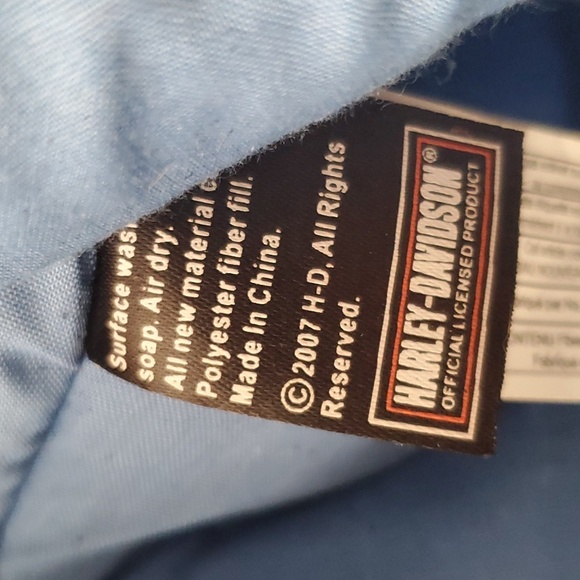 Surface was
soap. Air dry.
All new material c
Polyester fiber fill.
Made In China.
©2007 H-D, All Rights
Reserved.
HARLEY-DAVIDSON®
OFFICIAL LICENSED PRODUCT